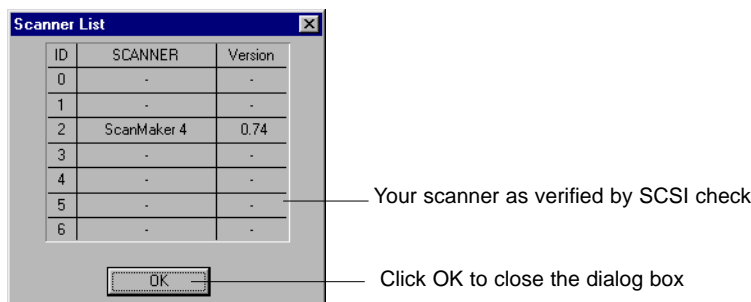 Scanner List
ID SCANNER Version
0 - -
1 - -
2 ScanMaker 4 0.74
3 - -
4 - -
5 - -
6 - -
Your scanner as verified by SCSI check
OK
Click OK to close the dialog box